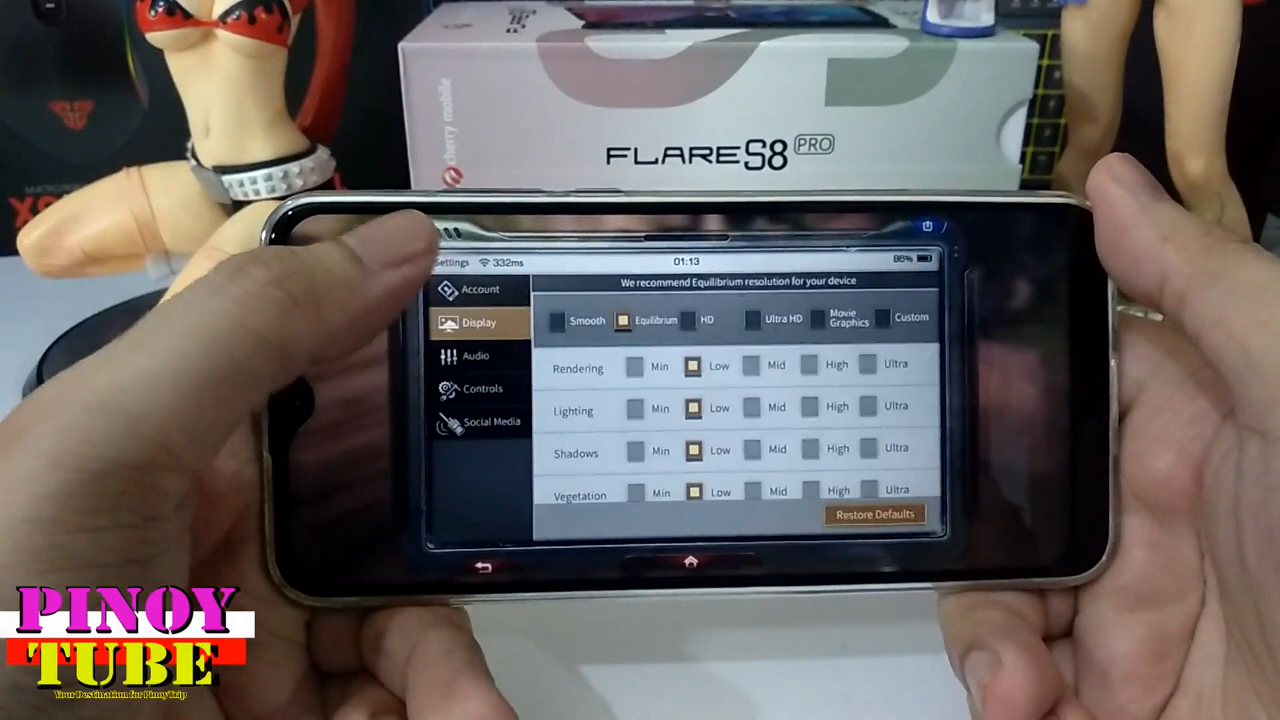 cherry mobile
FLARE S8 PRO
Settings
332ms
01:13
86%
We recommend Equilibrium resolution for your device
Account
Display
Audio
Controls
Social Media
Smooth
Equilibrium
HD
Ultra HD
Movie
Graphics
Custom
Rendering Min Low Mid High Ultra
Lighting Min Low Mid High Ultra
Shadows Min Low Mid High Ultra
Vegetation Min Low Mid High Ultra
Restore Defaults
PINOY
TUBE
Your Destination for PinoyTrip